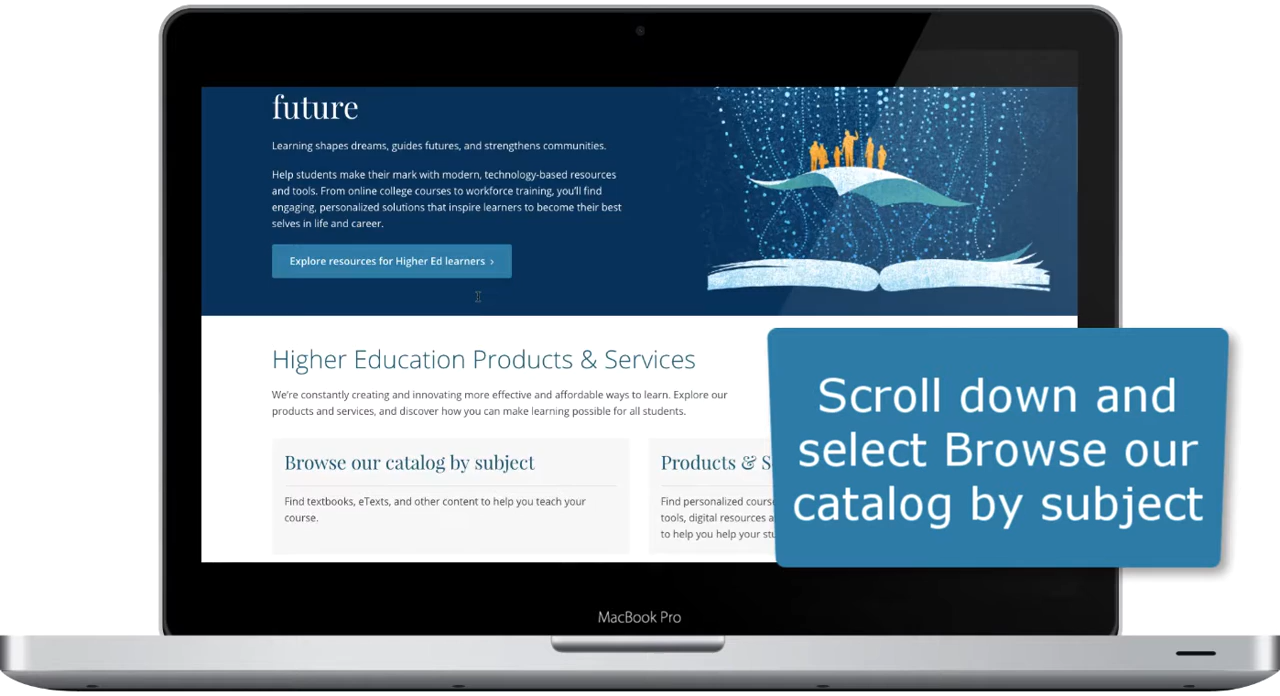 future
Learning shapes dreams, guides futures, and strengthens communities.
Help students make their mark with modern, technology-based resources
and tools. From online college courses to workforce training, you'll find
engaging, personalized solutions that inspire learners to become their best
selves in life and career.
Explore resources for Higher Ed learners ›
Higher Education Products & Services
We're constantly creating and innovating more effective and affordable ways to learn. Explore our
products and services, and discover how you can make learning possible for all students.
Browse our catalog by subject
Find textbooks, eTexts, and other content to help you teach your
course.
Products & S
Find personalized course
tools, digital resources a
to help you help your stu
Scroll down and
select Browse our
catalog by subject
MacBook Pro